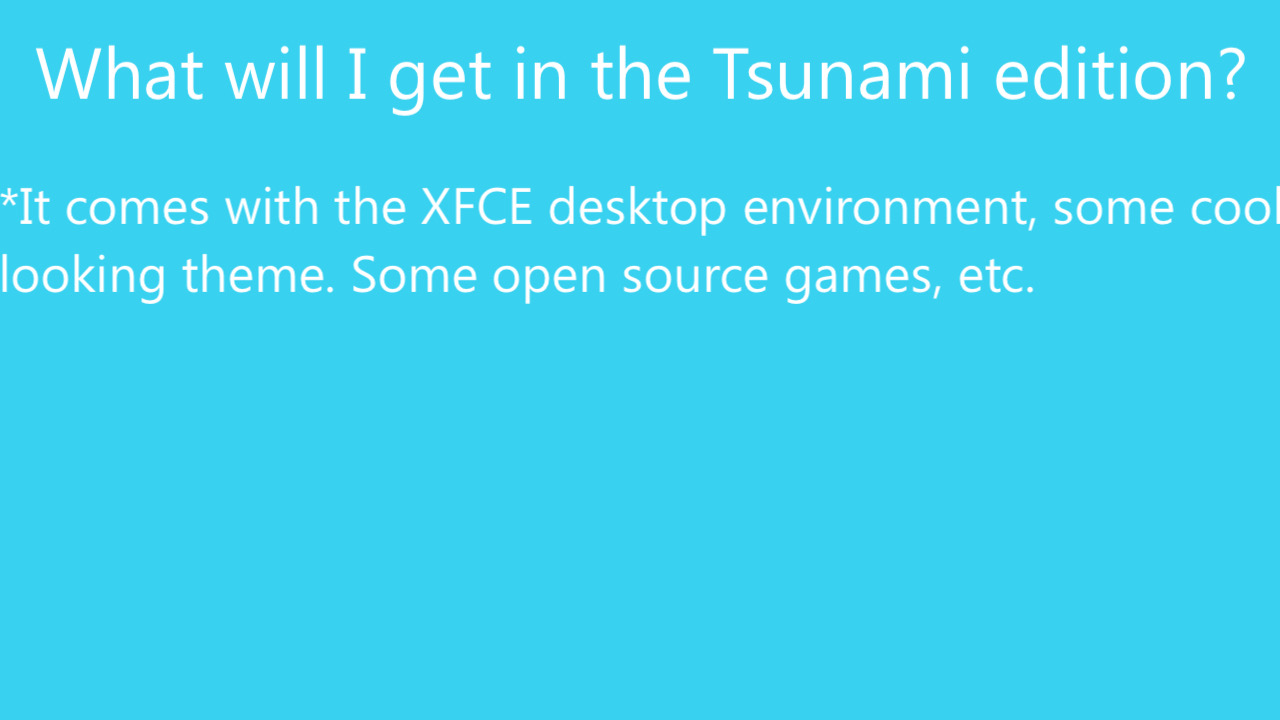 What will I get in the Tsunami edition?
*It comes with the XFCE desktop environment, some cool
looking theme. Some open source games, etc.